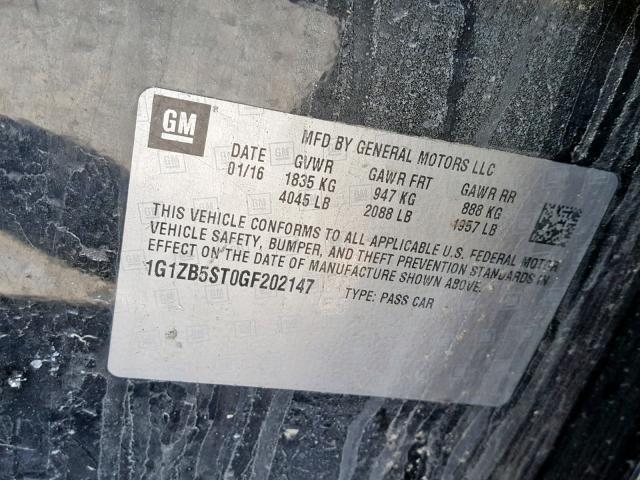 GM
MFD BY GENERAL MOTORS LLC
DATE GVWR GAWR FRT GAWR RR
01/16 1835 KG 947 KG 888 KG
4045 LB 2088 LB 1957 LB
THIS VEHICLE CONFORMS TO ALL APPLICABLE U.S. FEDERAL MOTOR
VEHICLE SAFETY, BUMPER, AND THEFT PREVENTION STANDARDS IN
EFFECT ON THE DATE OF MANUFACTURE SHOWN ABOVE.
1G1ZB5ST0GF202147 TYPE: PASS CAR